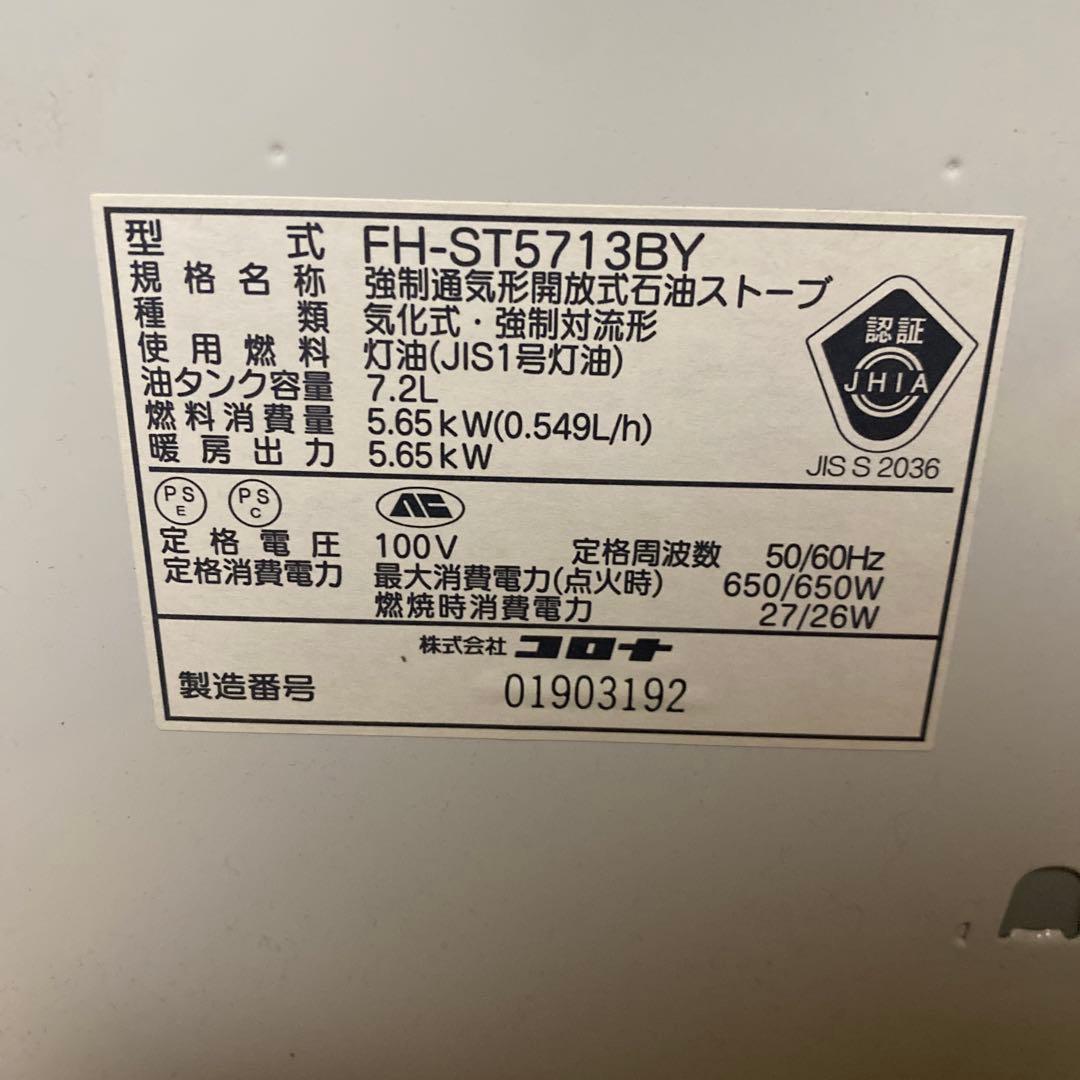 型式 FH-ST5713BY
規格名称 強制通気形開放式石油ストーブ
種類 気化式・強制対流形
使用燃料 灯油(JIS1号灯油)
油タンク容量 7.2L
燃料消費量 5.65kW(0.549L/h)
暖房出力 5.65kW
認証
JHIA
JIS S 2036
PS E PS C
定格電圧 100V 定格周波数 50/60Hz
定格消費電力 最大消費電力(点火時) 650/650W
燃焼時消費電力 27/26W
株式会社 コロナ
製造番号 01903192